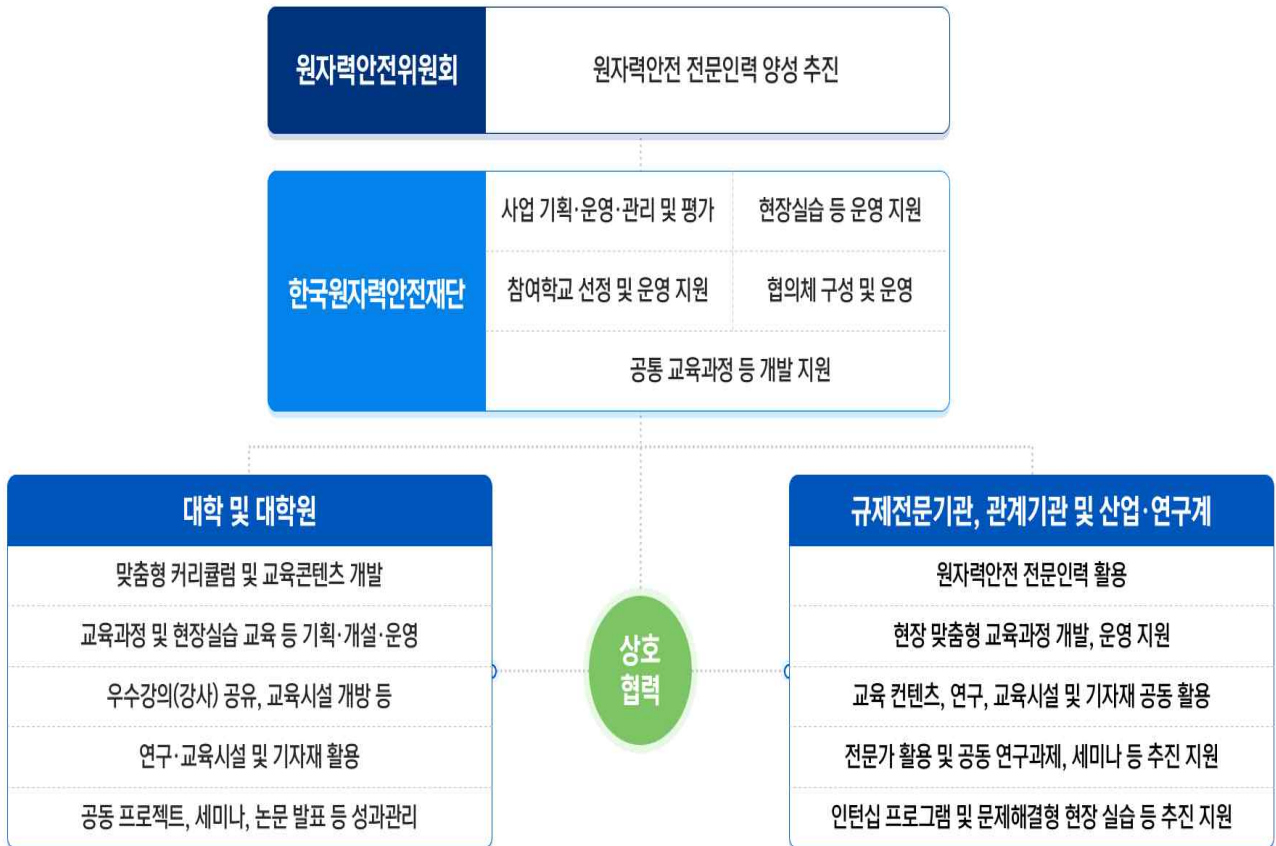 원자력안전위원회
원자력안전 전문인력 양성 추진
한국원자력안전재단
사업 기획·운영·관리 및 평가
현장실습 등 운영 지원
참여학교 선정 및 운영 지원
협의체 구성 및 운영
공통 교육과정 등 개발 지원
대학 및 대학원
맞춤형 커리큘럼 및 교육콘텐츠 개발
교육과정 및 현장실습 교육 등 기획·개설·운영
우수강의(강사) 공유, 교육시설 개방 등
연구·교육시설 및 기자재 활용
공동 프로젝트, 세미나, 논문 발표 등 성과관리
상호
협력
규제전문기관, 관계기관 및 산업·연구계
원자력안전 전문인력 활용
현장 맞춤형 교육과정 개발, 운영 지원
교육 컨텐츠, 연구, 교육시설 및 기자재 공동 활용
전문가 활용 및 공동 연구과제, 세미나 등 추진 지원
인턴십 프로그램 및 문제해결형 현장 실습 등 추진 지원